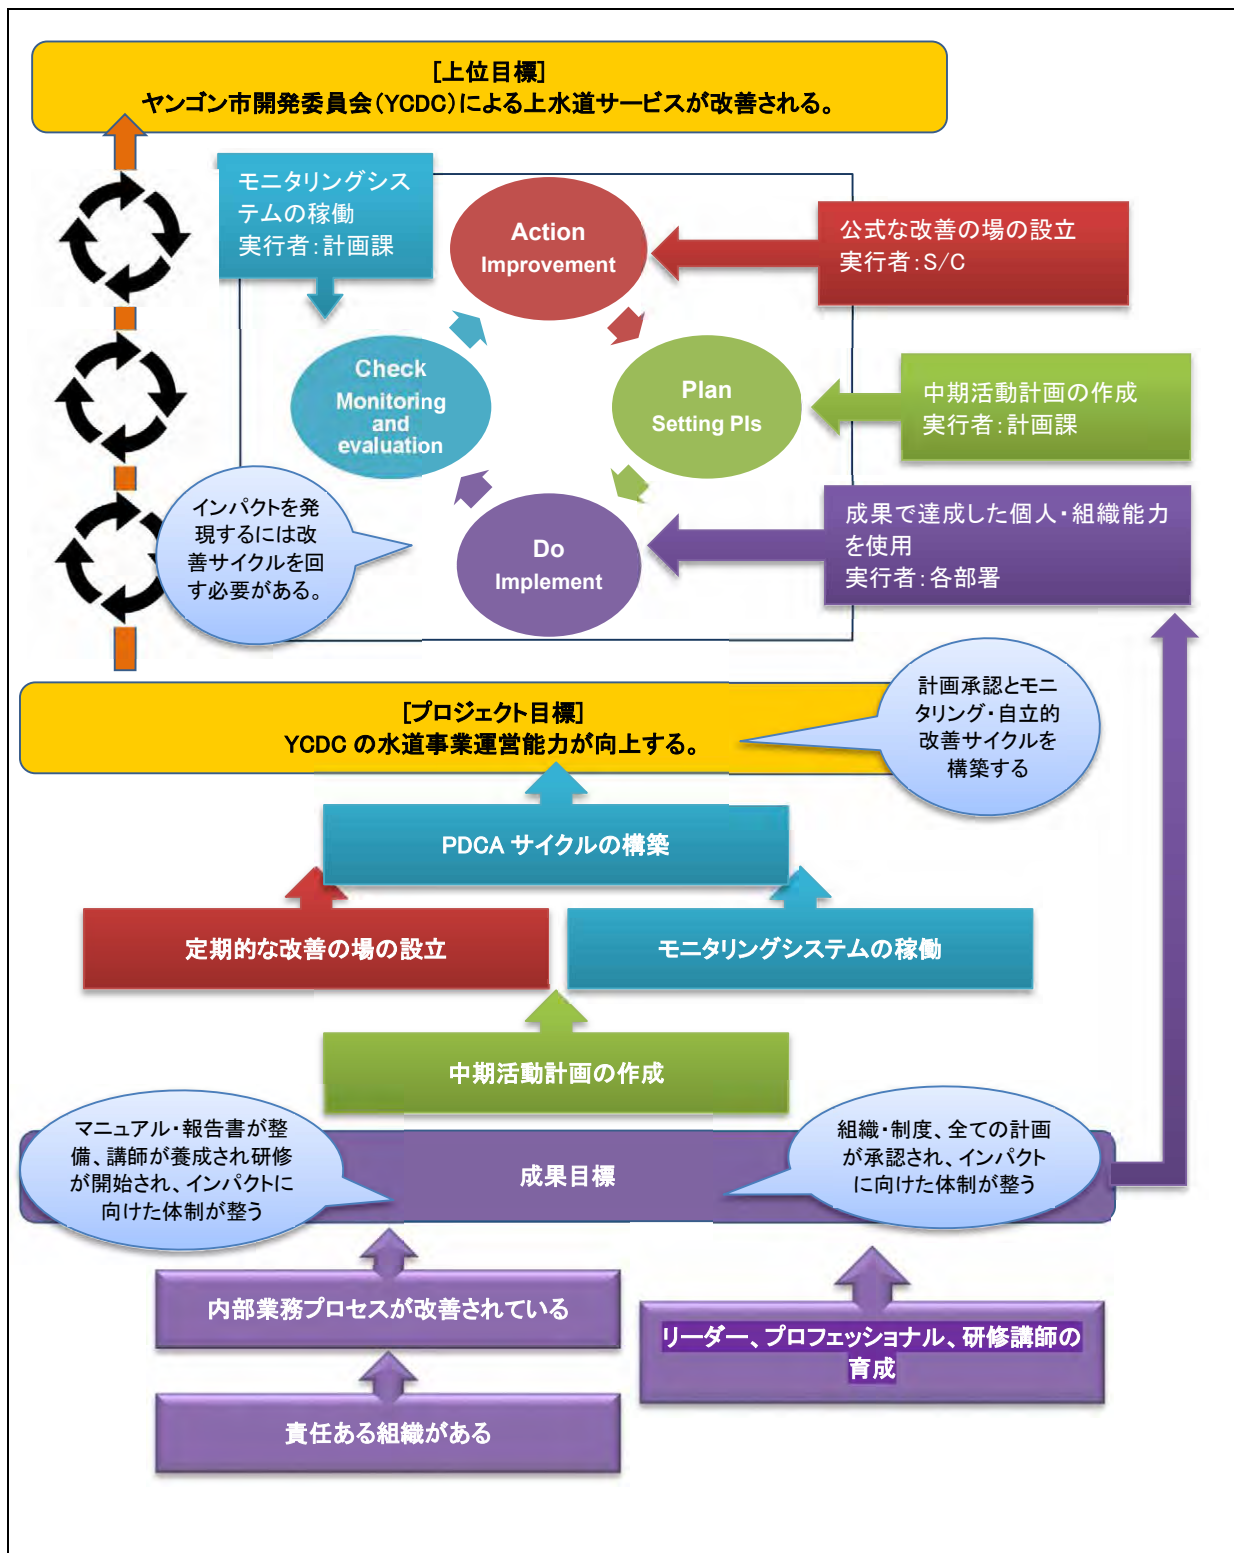 [上位目標]
ヤンゴン市開発委員会(YCDC)による上水道サービスが改善される。
モニタリングシス
テムの稼働
実行者:計画課
Action
Improvement
公式な改善の場の設立
実行者:S/C
Check
Monitoring
and
evaluation
Plan
Setting PIs
中期活動計画の作成
実行者:計画課
インパクトを発
現するには改
善サイクルを回
す必要がある。
Do
Implement
成果で達成した個人・組織能力
を使用
実行者:各部署
[プロジェクト目標]
YCDC の水道事業運営能力が向上する。
計画承認とモニ
タリング・自立的
改善サイクルを
構築する
PDCA サイクルの構築
定期的な改善の場の設立
モニタリングシステムの稼働
中期活動計画の作成
マニュアル・報告書が整
備、講師が養成され研修
が開始され、インパクトに
向けた体制が整う
成果目標
組織・制度、全ての計画
が承認され、インパクト
に向けた体制が整う
内部業務プロセスが改善されている
リーダー、プロフェッショナル、研修講師の
育成
責任ある組織がある